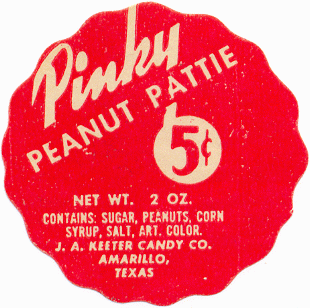 Pinky
PEANUT PATTIE
5¢
NET WT. 2 OZ.
CONTAINS: SUGAR, PEANUTS, CORN
SYRUP, SALT, ART. COLOR.
J. A. KEETER CANDY CO.
AMARILLO,
TEXAS